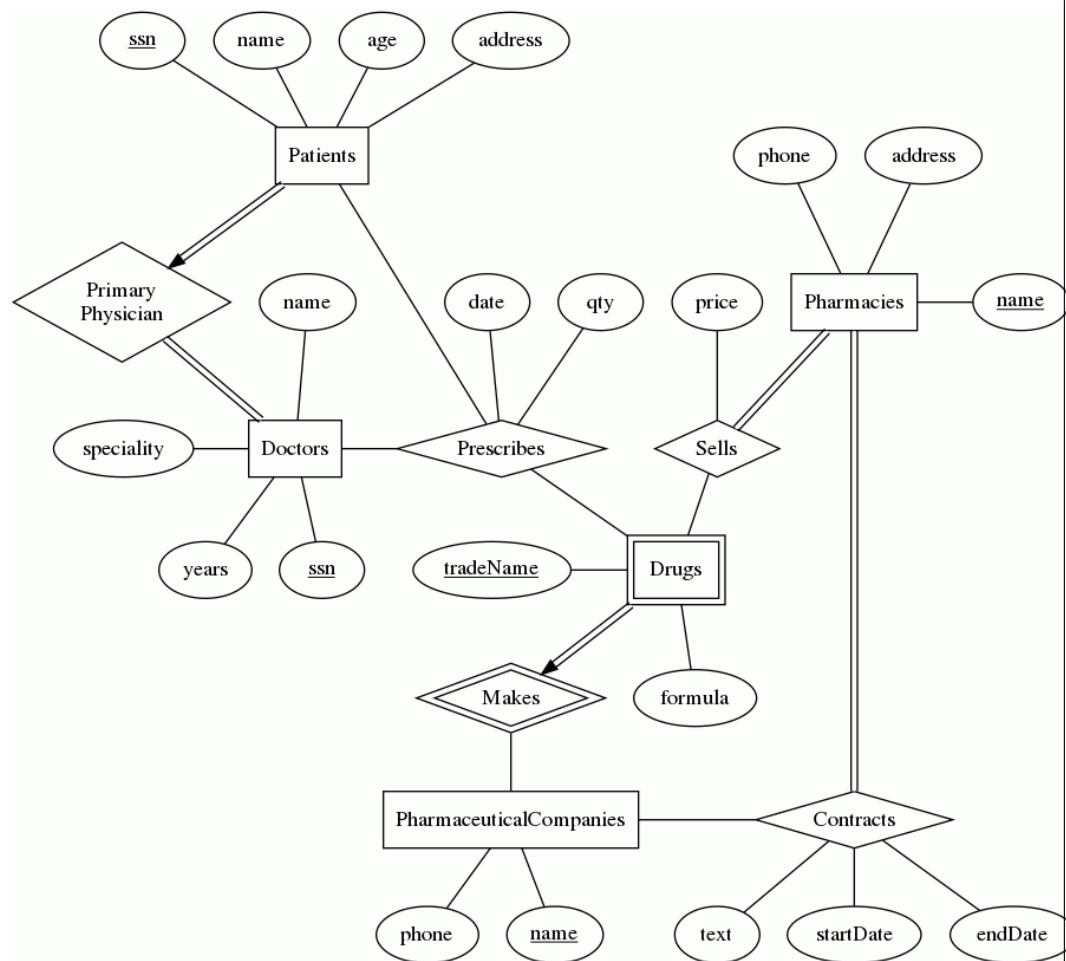 ssn
name
age
address
Patients
phone
address
Primary
Physician
name
date
qty
price
Pharmacies
name
speciality
Doctors
Prescribes
Sells
years
ssn
tradeName
Drugs
Makes
formula
PharmaceuticalCompanies
Contracts
phone
name
text
startDate
endDate